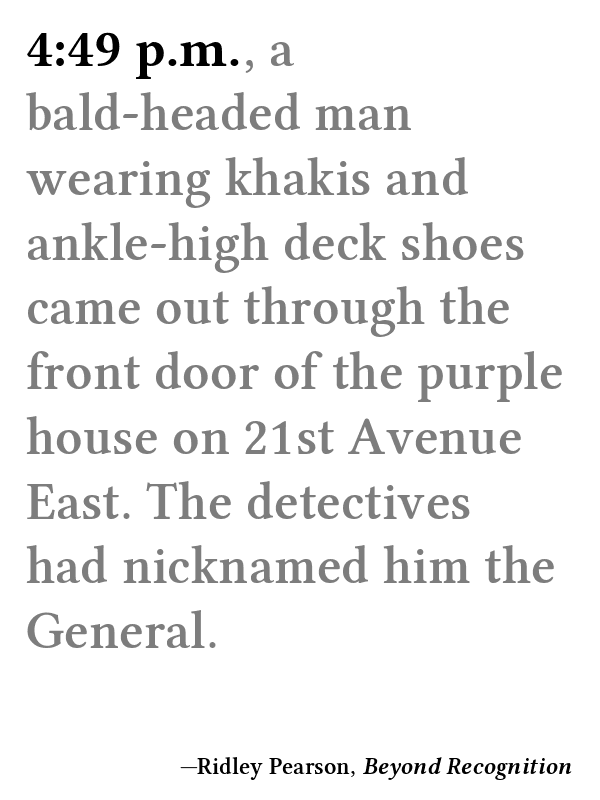 4:49 p.m., a
bald-headed man
wearing khakis and
ankle-high deck shoes
came out through the
front door of the purple
house on 21st Avenue
East. The detectives
had nicknamed him the
General.
—Ridley Pearson, Beyond Recognition